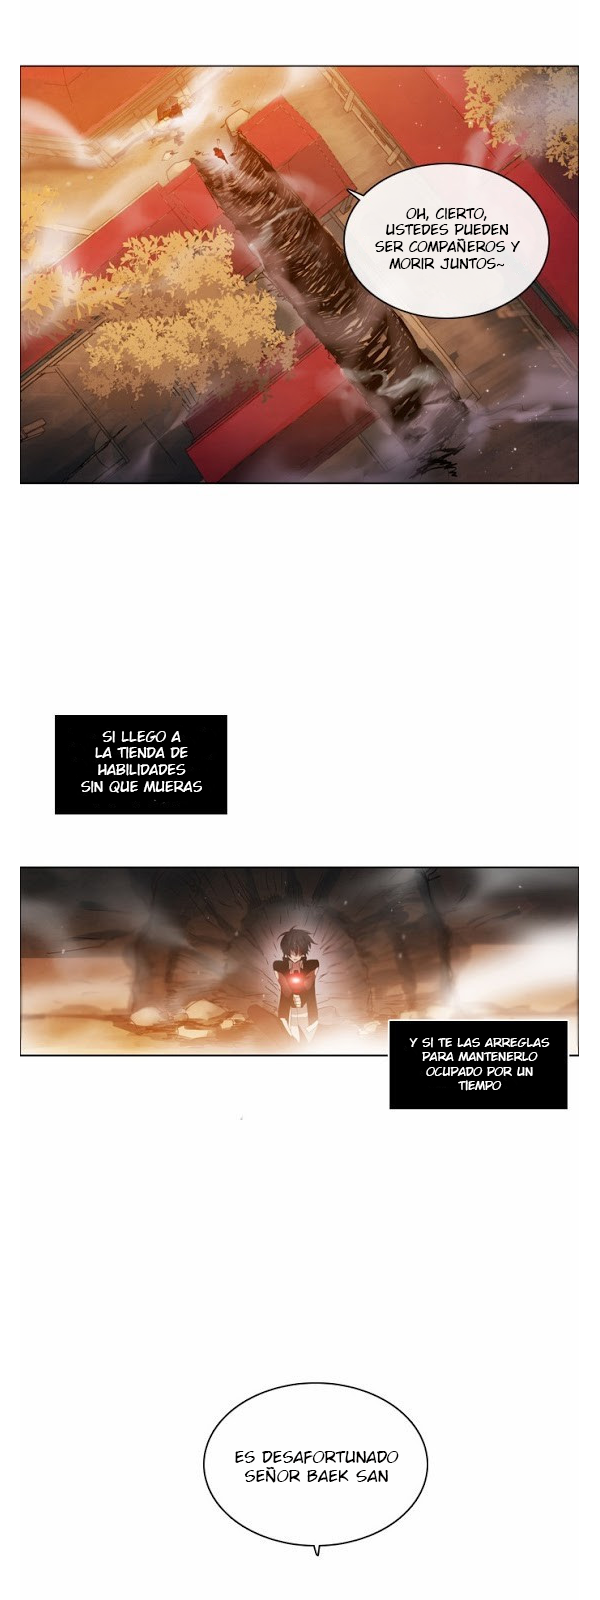 OH, CIERTO,
USTEDES PUEDEN
SER COMPAÑEROS Y
MORIR JUNTOS~
SI LLEGO A
LA TIENDA DE
HABILIDADES
SIN QUE MUERAS
Y SI TE LAS ARREGLAS
PARA MANTENERLO
OCUPADO POR UN
TIEMPO
ES DESAFORTUNADO
SEÑOR BAEK SAN